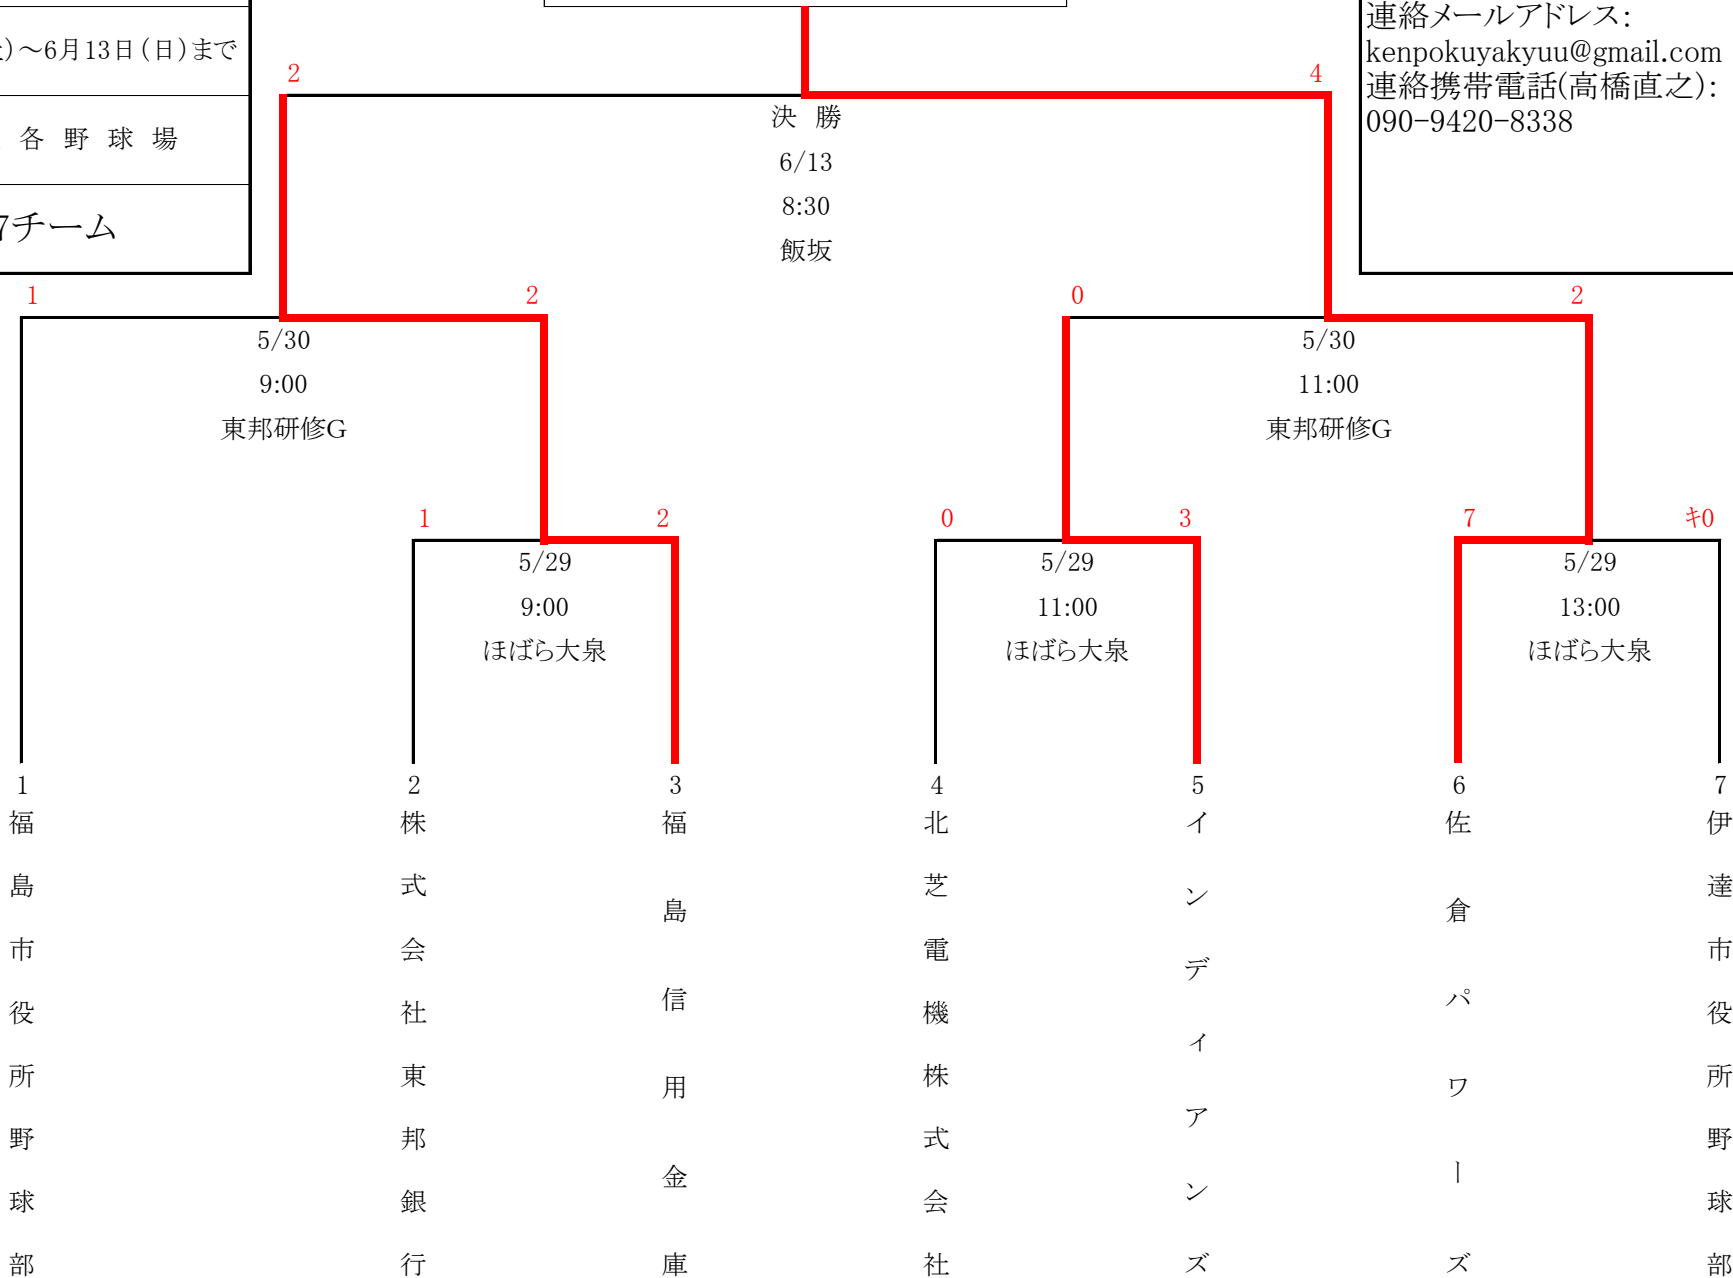 ～6月13日(日)まで
各野球場
7チーム
連絡メールアドレス:
kenpokuyakyuu@gmail.com
連絡携帯電話(高橋直之):
090-9420-8338
2
4
決勝
6/13
8:30
飯坂
1
2
0
2
5/30
9:00
東邦研修G
5/30
11:00
東邦研修G
1
2
0
3
7
ｷ0
5/29
9:00
ほばら大泉
5/29
11:00
ほばら大泉
5/29
13:00
ほばら大泉
1
福島市役所野球部
2
株式会社東邦銀行
3
福島信用金庫
4
北芝電機株式会社
5
インディアンズ
6
佐倉パワーズ
7
伊達市役所野球部